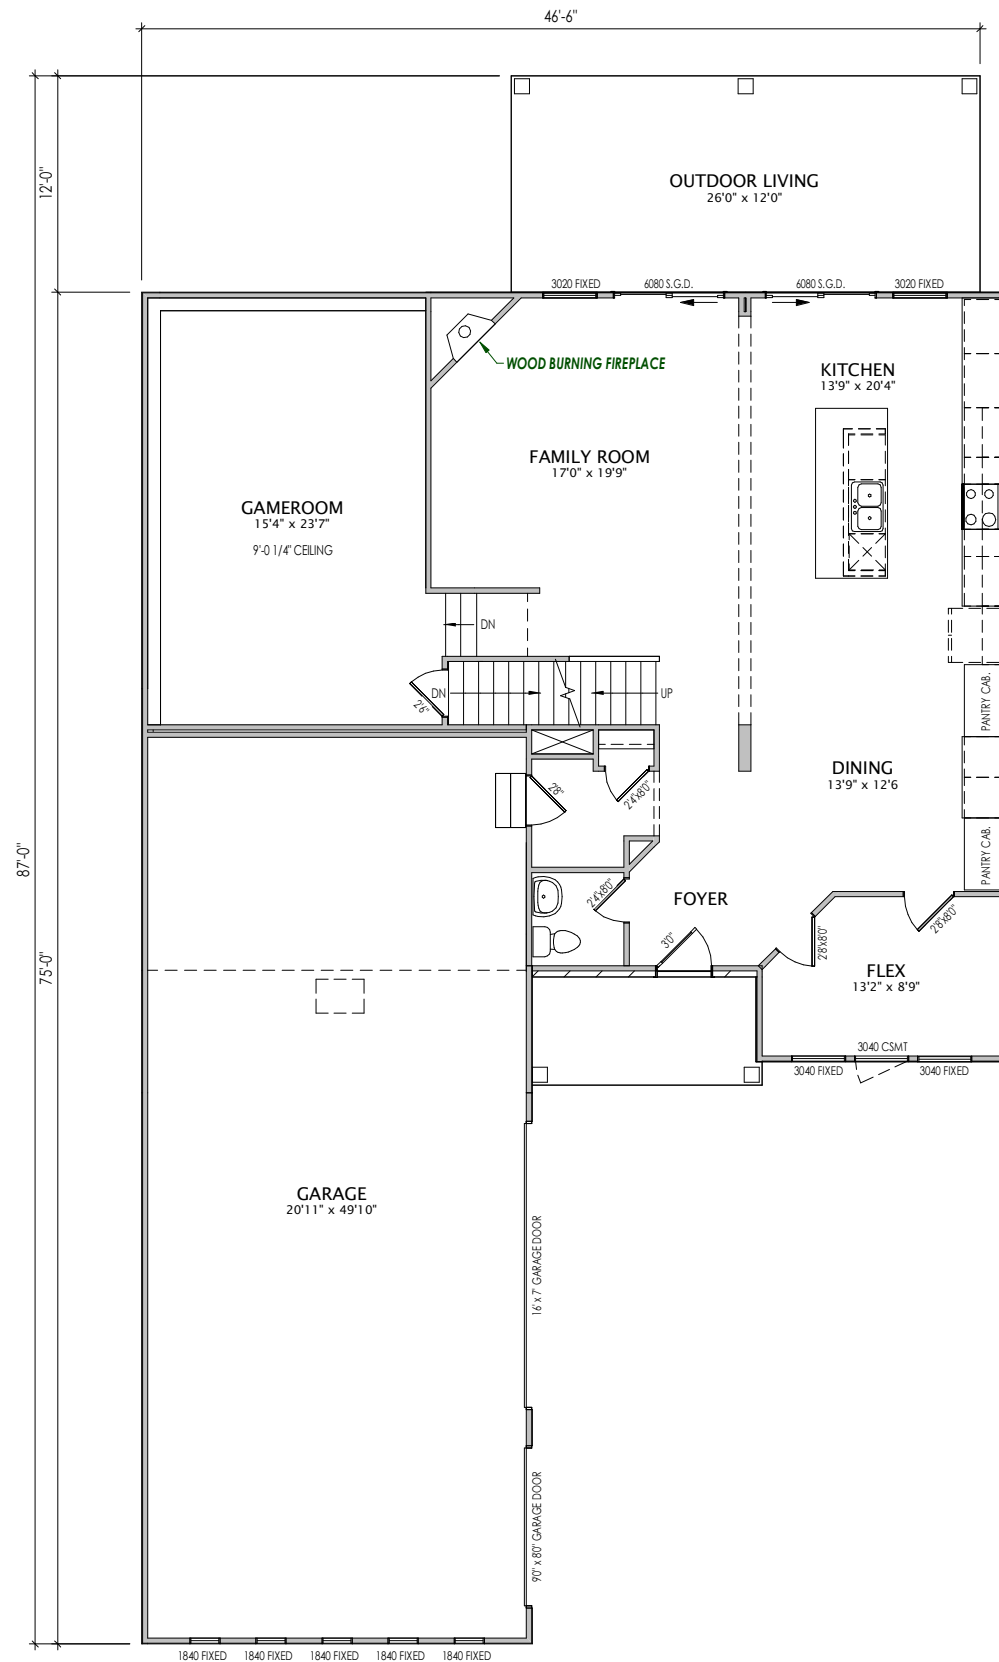 46'-6"
12'-0"
OUTDOOR LIVING
26'0" x 12'0"
3020 FIXED
6080 S.G.D.
6080 S.G.D.
3020 FIXED
WOOD BURNING FIREPLACE
KITCHEN
13'9" x 20'4"
FAMILY ROOM
17'0" x 19'9"
GAMEROOM
15'4" x 23'7"
9'-0 1/4" CEILING
DN
DN
UP
2'6"
PANTRY CAB.
DINING
13'9" x 12'6
2'8"
2'4"x8'0"
PANTRY CAB.
87'-0"
75'-0"
2'4"x8'0"
FOYER
3'0"
2'8"x8'0"
2'8"x8'0"
FLEX
13'2" x 8'9"
3040 CSMT
3040 FIXED
3040 FIXED
GARAGE
20'11" x 49'10"
16' x 7' GARAGE DOOR
90" x 80" GARAGE DOOR
1840 FIXED
1840 FIXED
1840 FIXED
1840 FIXED
1840 FIXED